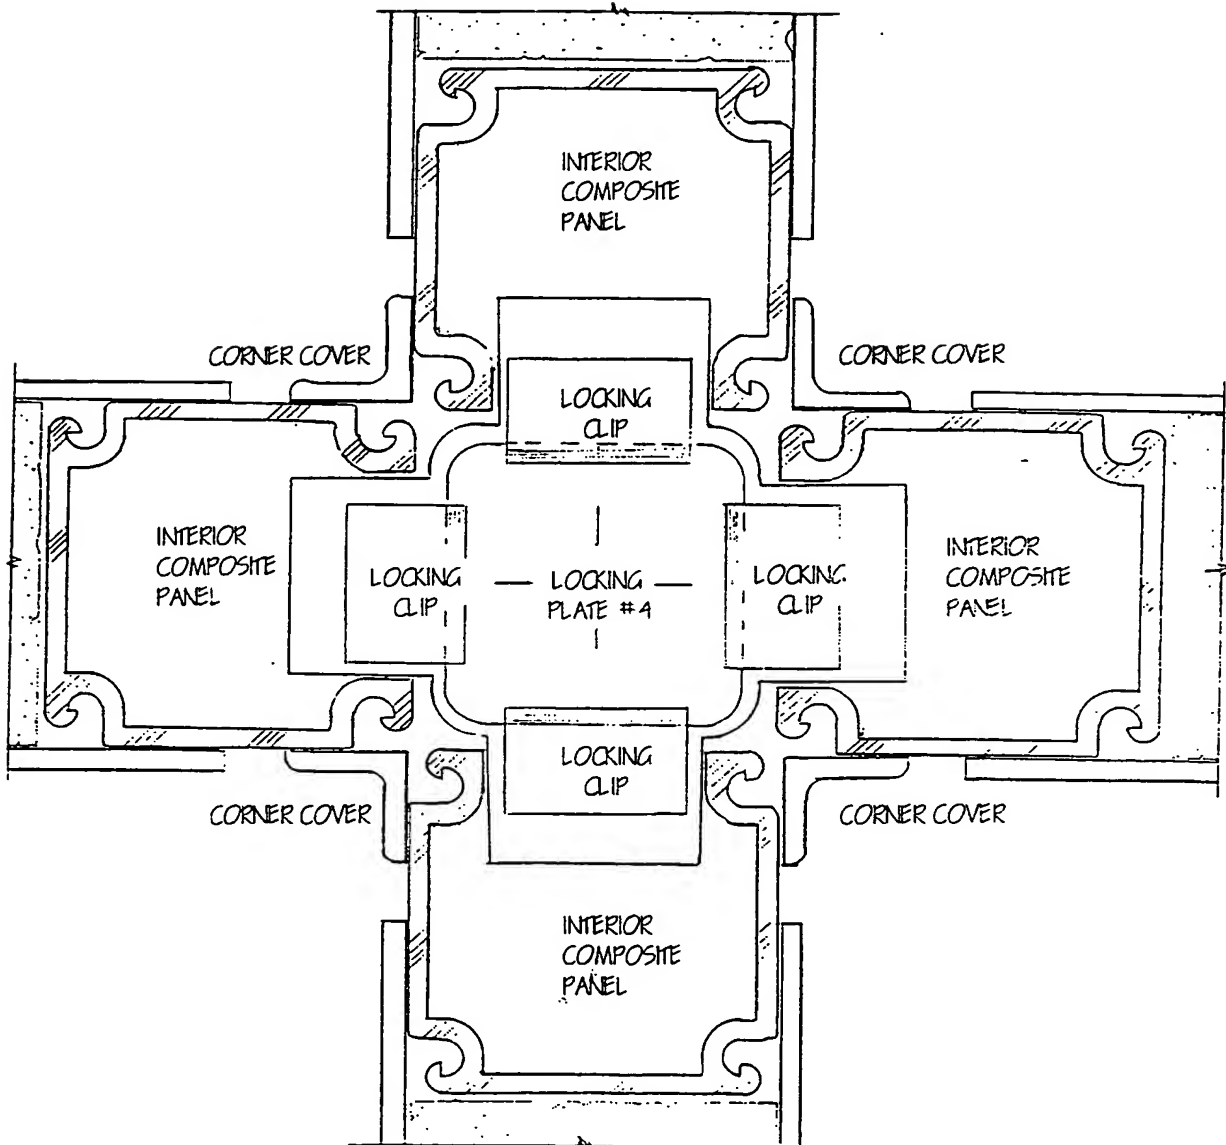 INTERIOR
COMPOSITE
PANEL
CORNER COVER
CORNER COVER
LOCKING
CLIP
INTERIOR
COMPOSITE
PANEL
LOCKING
CLIP
LOCKING
PLATE #4
LOCKING
CLIP
INTERIOR
COMPOSITE
PANEL
LOCKING
CLIP
CORNER COVER
CORNER COVER
INTERIOR
COMPOSITE
PANEL